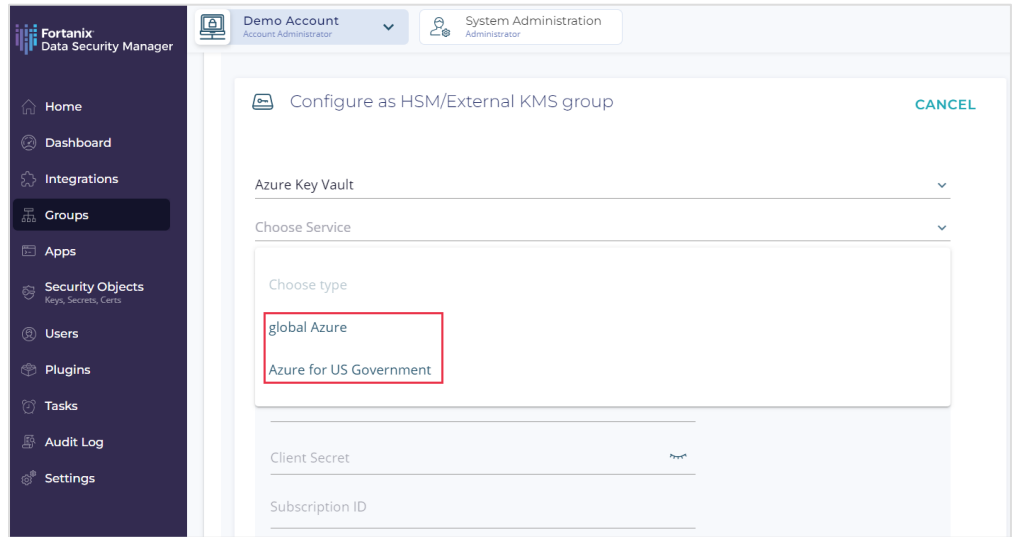 Fortanix
Data Security Manager
Home
Dashboard
Integrations
Groups
Apps
Security Objects
Keys, Secrets, Certs
Users
Plugins
Tasks
Audit Log
Settings
Demo Account
Account Administrator
System Administration
Administrator
Configure as HSM/External KMS group
CANCEL
Azure Key Vault
Choose Service
Choose type
global Azure
Azure for US Government
Client Secret
Subscription ID